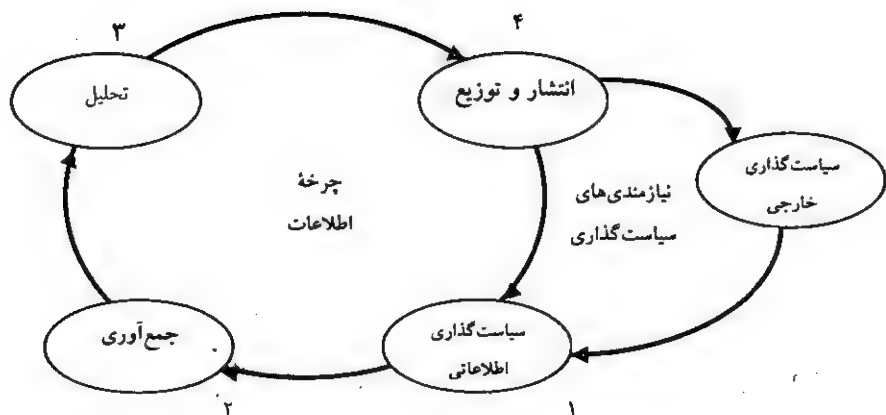 ۳
۴
تحلیل
انتشار و توزیع
سیاست‌گذاری
خارجی
نیازمندی‌های
سیاست‌گذاری
چرخهٔ
اطلاعات
جمع‌آوری
سیاست‌گذاری
اطلاعاتی
۲
۱